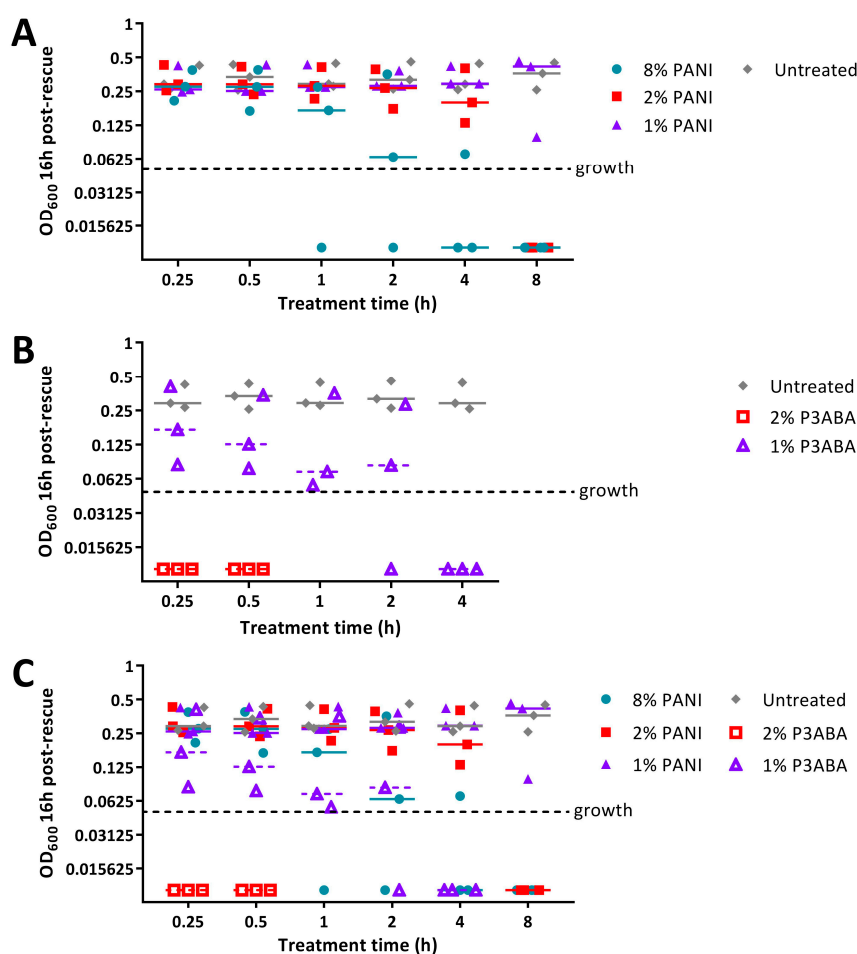 A
OD600 16h post-rescue
1
0.5
0.25
0.125
0.0625
0.03125
0.015625
growth
0.25 0.5 1 2 4 8
Treatment time (h)
8% PANI
2% PANI
1% PANI
Untreated
B
OD600 16h post-rescue
1
0.5
0.25
0.125
0.0625
0.03125
0.015625
growth
0.25 0.5 1 2 4
Treatment time (h)
Untreated
2% P3ABA
1% P3ABA
C
OD600 16h post-rescue
1
0.5
0.25
0.125
0.0625
0.03125
0.015625
growth
0.25 0.5 1 2 4 8
Treatment time (h)
8% PANI
2% PANI
1% PANI
Untreated
2% P3ABA
1% P3ABA